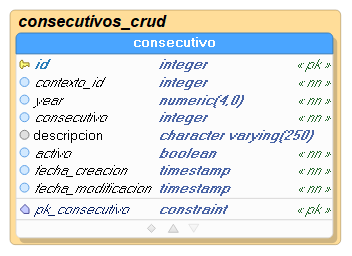 consecutivos_crud
consecutivo
id integer « pk »
contexto_id integer « nn »
year numeric(4,0) « nn »
consecutivo integer « nn »
descripcion character varying(250)
activo boolean « nn »
fecha_creacion timestamp « nn »
fecha_modificacion timestamp « nn »
pk_consecutivo constraint « pk »